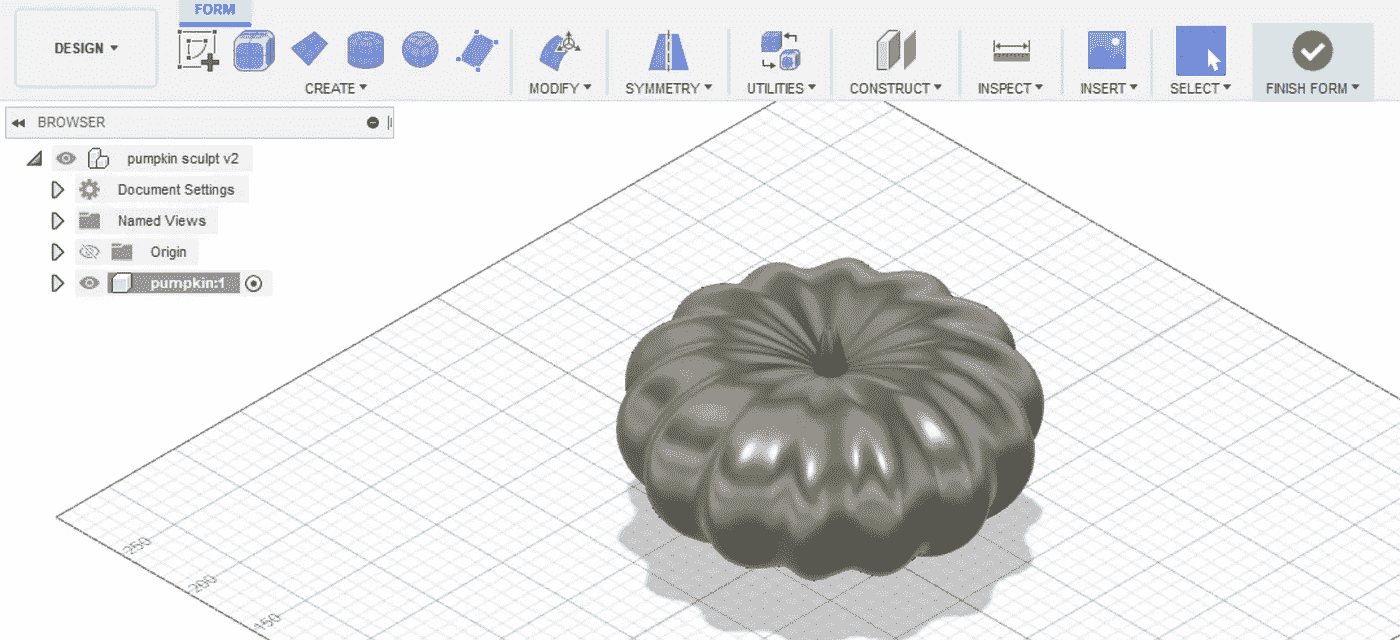 FORM
DESIGN
CREATE
MODIFY
SYMMETRY
UTILITIES
CONSTRUCT
INSPECT
INSERT
SELECT
FINISH FORM
BROWSER
pumpkin sculpt v2
Document Settings
Named Views
Origin
pumpkin:1
250
200
150